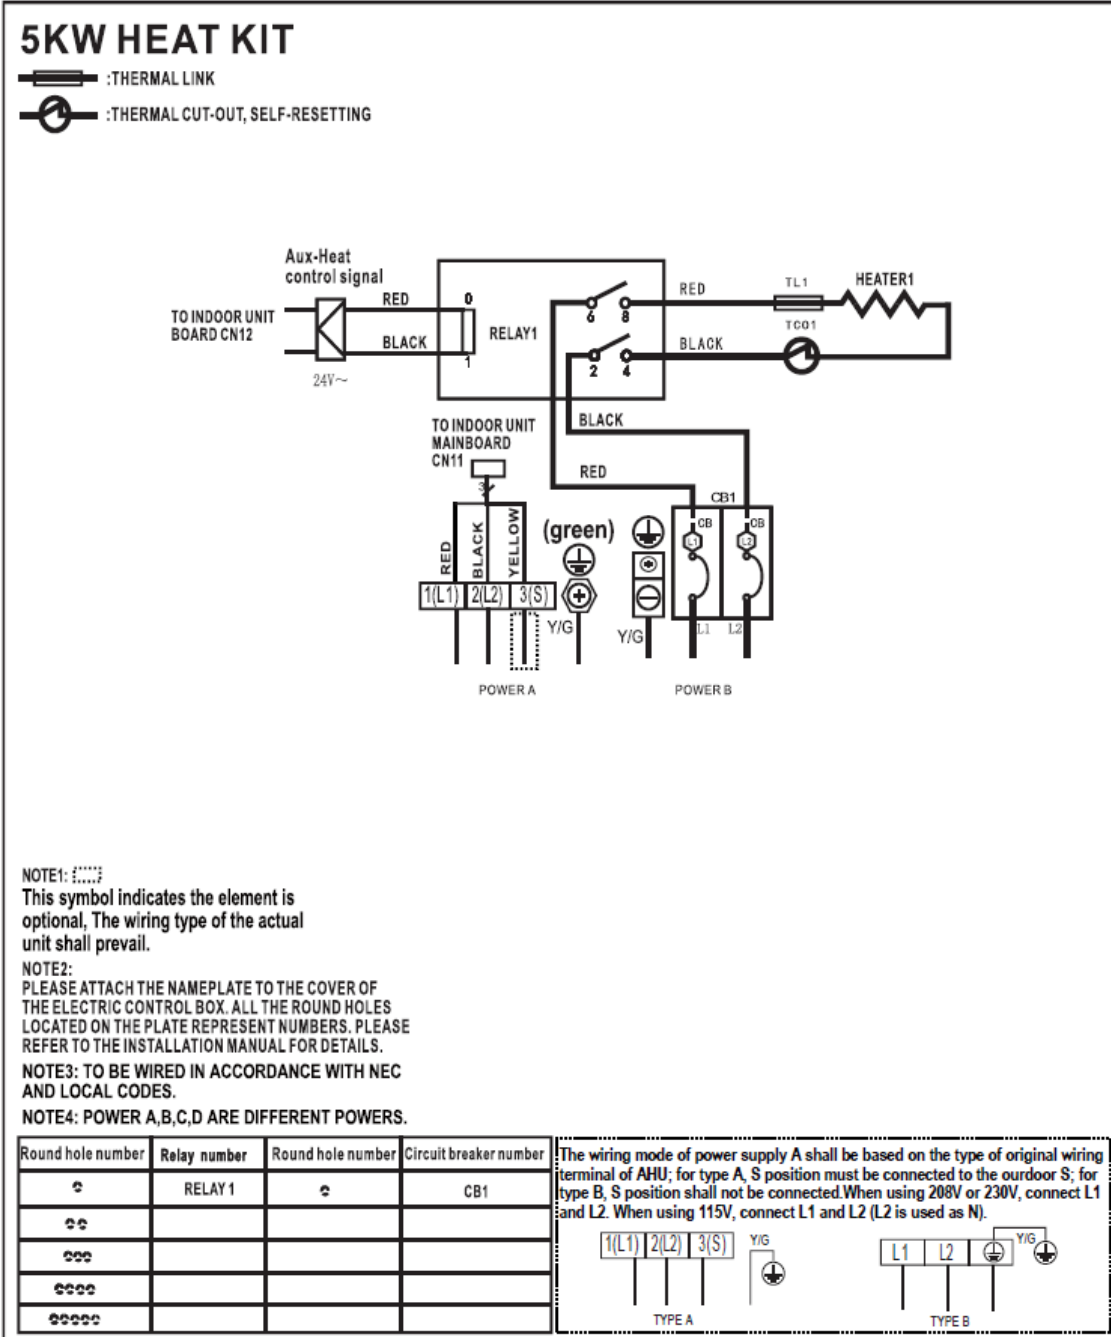 5KW HEAT KIT
:THERMAL LINK
:THERMAL CUT-OUT, SELF-RESETTING
Aux-Heat
control signal
TO INDOOR UNIT
BOARD CN12
RED
BLACK
24V~
0
1
RELAY1
6 8
2 4
RED
BLACK
TL1
HEATER1
TCO1
BLACK
RED
TO INDOOR UNIT
MAINBOARD
CN11
3
RED
BLACK
YELLOW
(green)
1(L1) 2(L2) 3(S)
Y/G
Y/G
CB1
CB CB
L1 L2
L1 L2
POWER A
POWER B
NOTE1:
This symbol indicates the element is
optional, The wiring type of the actual
unit shall prevail.
NOTE2:
PLEASE ATTACH THE NAMEPLATE TO THE COVER OF
THE ELECTRIC CONTROL BOX. ALL THE ROUND HOLES
LOCATED ON THE PLATE REPRESENT NUMBERS. PLEASE
REFER TO THE INSTALLATION MANUAL FOR DETAILS.
NOTE3: TO BE WIRED IN ACCORDANCE WITH NEC
AND LOCAL CODES.
NOTE4: POWER A,B,C,D ARE DIFFERENT POWERS.
Round hole number Relay number Round hole number Circuit breaker number
RELAY 1 CB1
The wiring mode of power supply A shall be based on the type of original wiring
terminal of AHU; for type A, S position must be connected to the ourdoor S; for
type B, S position shall not be connected.When using 208V or 230V, connect L1
and L2. When using 115V, connect L1 and L2 (L2 is used as N).
1(L1) 2(L2) 3(S) Y/G
TYPE A
L1 L2 Y/G
TYPE B